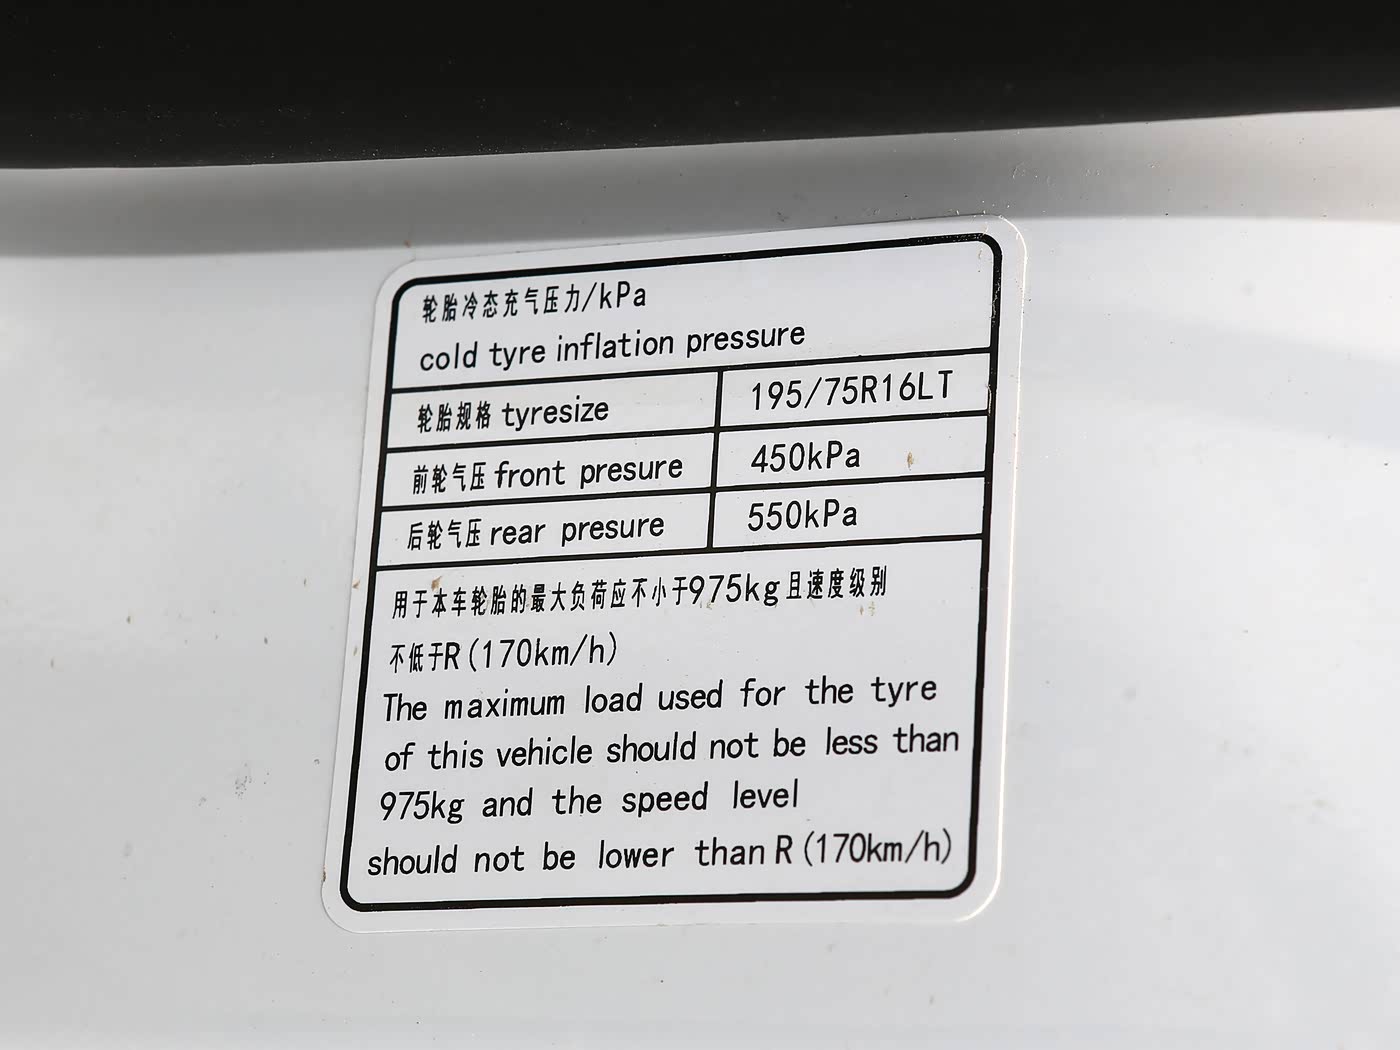 轮胎冷态充气压力/kPa
cold tyre inflation pressure
轮胎规格 tyresize 195/75R16LT
前轮气压 front presure 450kPa
后轮气压 rear presure 550kPa
用于本车轮胎的最大负荷应不小于975kg且速度级别
不低于R(170km/h)
The maximum load used for the tyre
of this vehicle should not be less than
975kg and the speed level
should not be lower than R(170km/h)